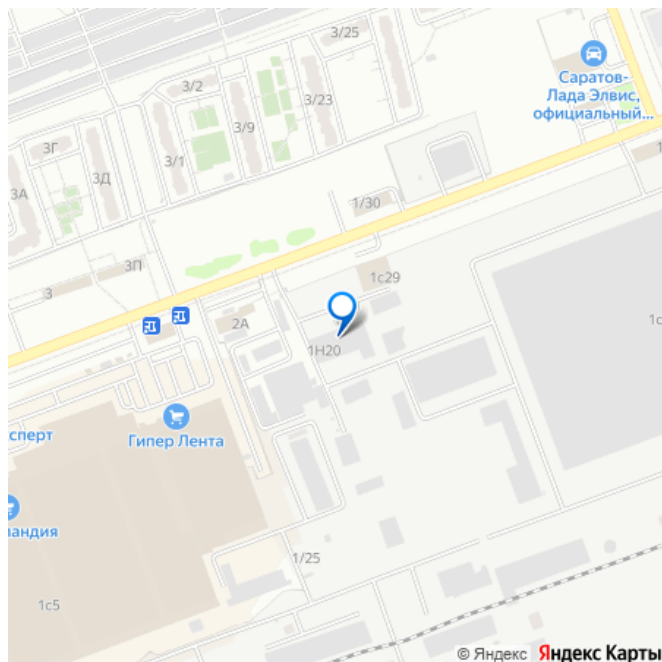 3/25
3/2
3/23
Саратов-
Лада Элвис,
официальный...
3/9
3/1
3Г
3Д
3А
1/30
3П
3
1с29
2А
1Н20
1с
сперт
Гипер Лента
ландия
1/25
1с5
© Яндекс Яндекс Карты